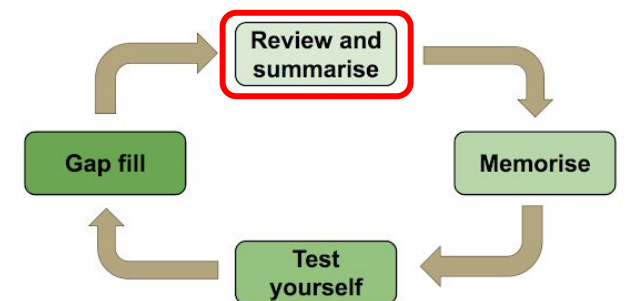 Review and
summarise
Gap fill
Memorise
Test
yourself